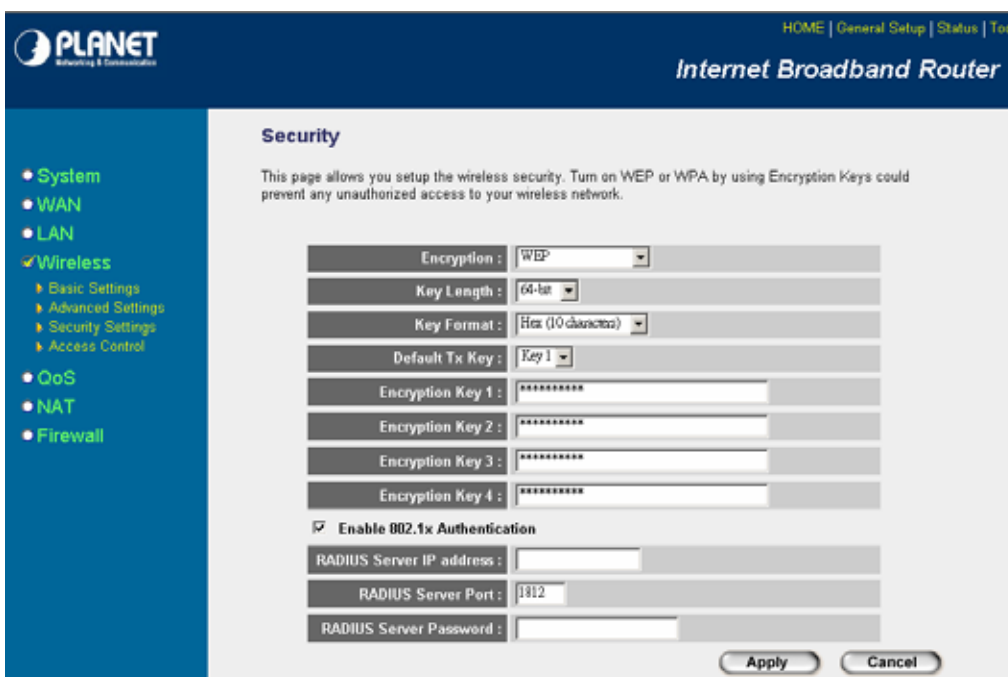 PLANET
Networking & Communication
HOME | General Setup | Status |
Internet Broadband Router
System
WAN
LAN
Wireless
Basic Settings
Advanced Settings
Security Settings
Access Control
QoS
NAT
Firewall
Security
This page allows you setup the wireless security. Turn on WEP or WPA by using Encryption Keys could
prevent any unauthorized access to your wireless network.
Encryption : WEP
Key Length : 64-bit
Key Format : Hex (10 characters)
Default Tx Key : Key 1
Encryption Key 1 : **********
Encryption Key 2 : **********
Encryption Key 3 : **********
Encryption Key 4 : **********
Enable 802.1x Authentication
RADIUS Server IP address :
RADIUS Server Port : 1812
RADIUS Server Password :
Apply Cancel